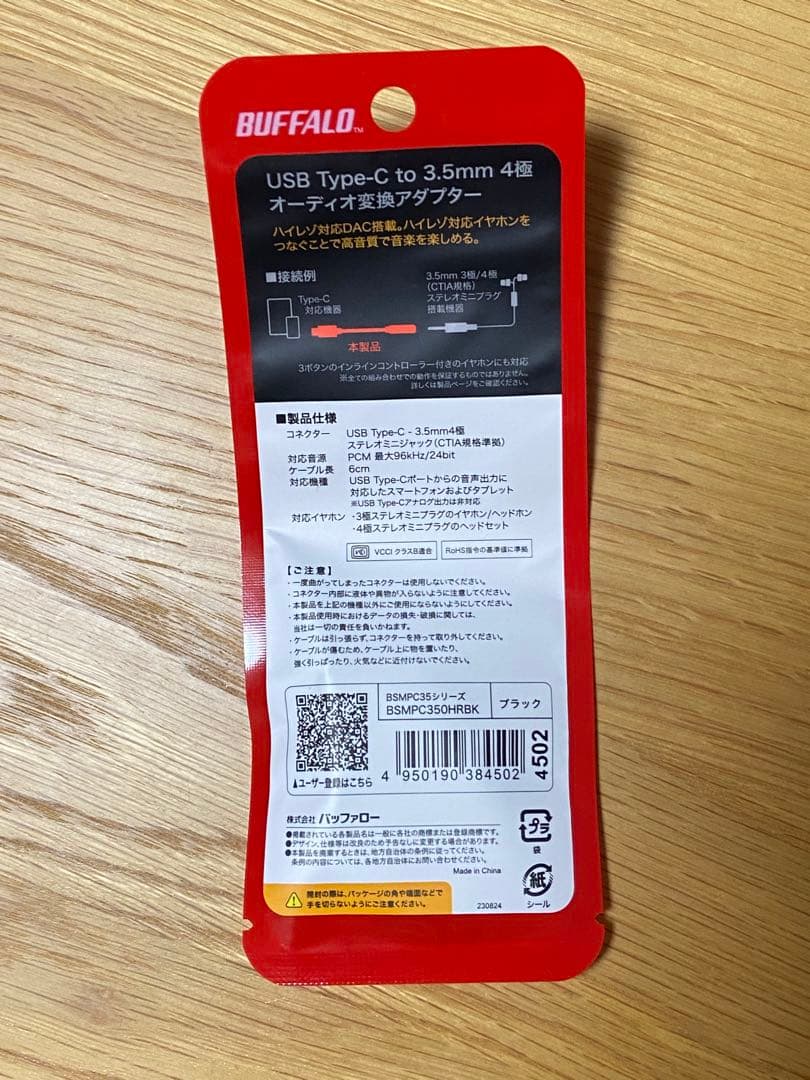 BUFFALO™
USB Type-C to 3.5mm 4極
オーディオ変換アダプター
ハイレゾ対応DAC搭載。ハイレゾ対応イヤホンを
つなぐことで高音質で音楽を楽しめる。
■接続例
Type-C
対応機器
本製品
3.5mm 3極/4極
(CTIA規格)
ステレオミニプラグ
搭載機器
3ボタンのインラインコントローラー付きのイヤホンにも対応
※全ての組み合わせでの動作を保証するものではありません。
詳しくは製品ページをご確認ください。
■製品仕様
コネクター USB Type-C - 3.5mm4極
ステレオミニジャック(CTIA規格準拠)
対応音源 PCM 最大96kHz/24bit
ケーブル長 6cm
対応機種 USB Type-Cポートからの音声出力に
対応したスマートフォンおよびタブレット
※USB Type-Cアナログ出力は非対応
対応イヤホン ・3極ステレオミニプラグのイヤホン/ヘッドホン
・4極ステレオミニプラグのヘッドセット
VCCI クラスB適合 RoHS指令の基準値に準拠
【ご注意】
・一度曲がってしまったコネクターは使用しないでください。
・コネクター内部に液体や異物が入らないように注意してください。
・本製品を上記の機種以外にご使用にならないようにしてください。
・本製品使用時におけるデータの損失・破損に関しては、
当社は一切の責任を負いかねます。
・ケーブルは引っ張らず、コネクターを持って取り外してください。
・ケーブルが傷むため、ケーブル上に物を置いたり、
強く引っぱったり、火気などに近付けないでください。
▲ユーザー登録はこちら
BSMPC35シリーズ
BSMPC350HRBK
ブラック
4 950190 384502
4502
株式会社 バッファロー
●掲載されている各製品名は一般に各社の商標または登録商標です。
●デザイン、仕様等は改良のため予告なしに変更する場合があります。
●本製品を廃棄するときは、地方自治体の条例に従ってください。
条例の内容については、各地方自治体にお問い合わせください。
Made in China
プラ
袋
紙
シール
開封の際は、パッケージの角や端面などで
手を切らないようにご注意ください。
230824